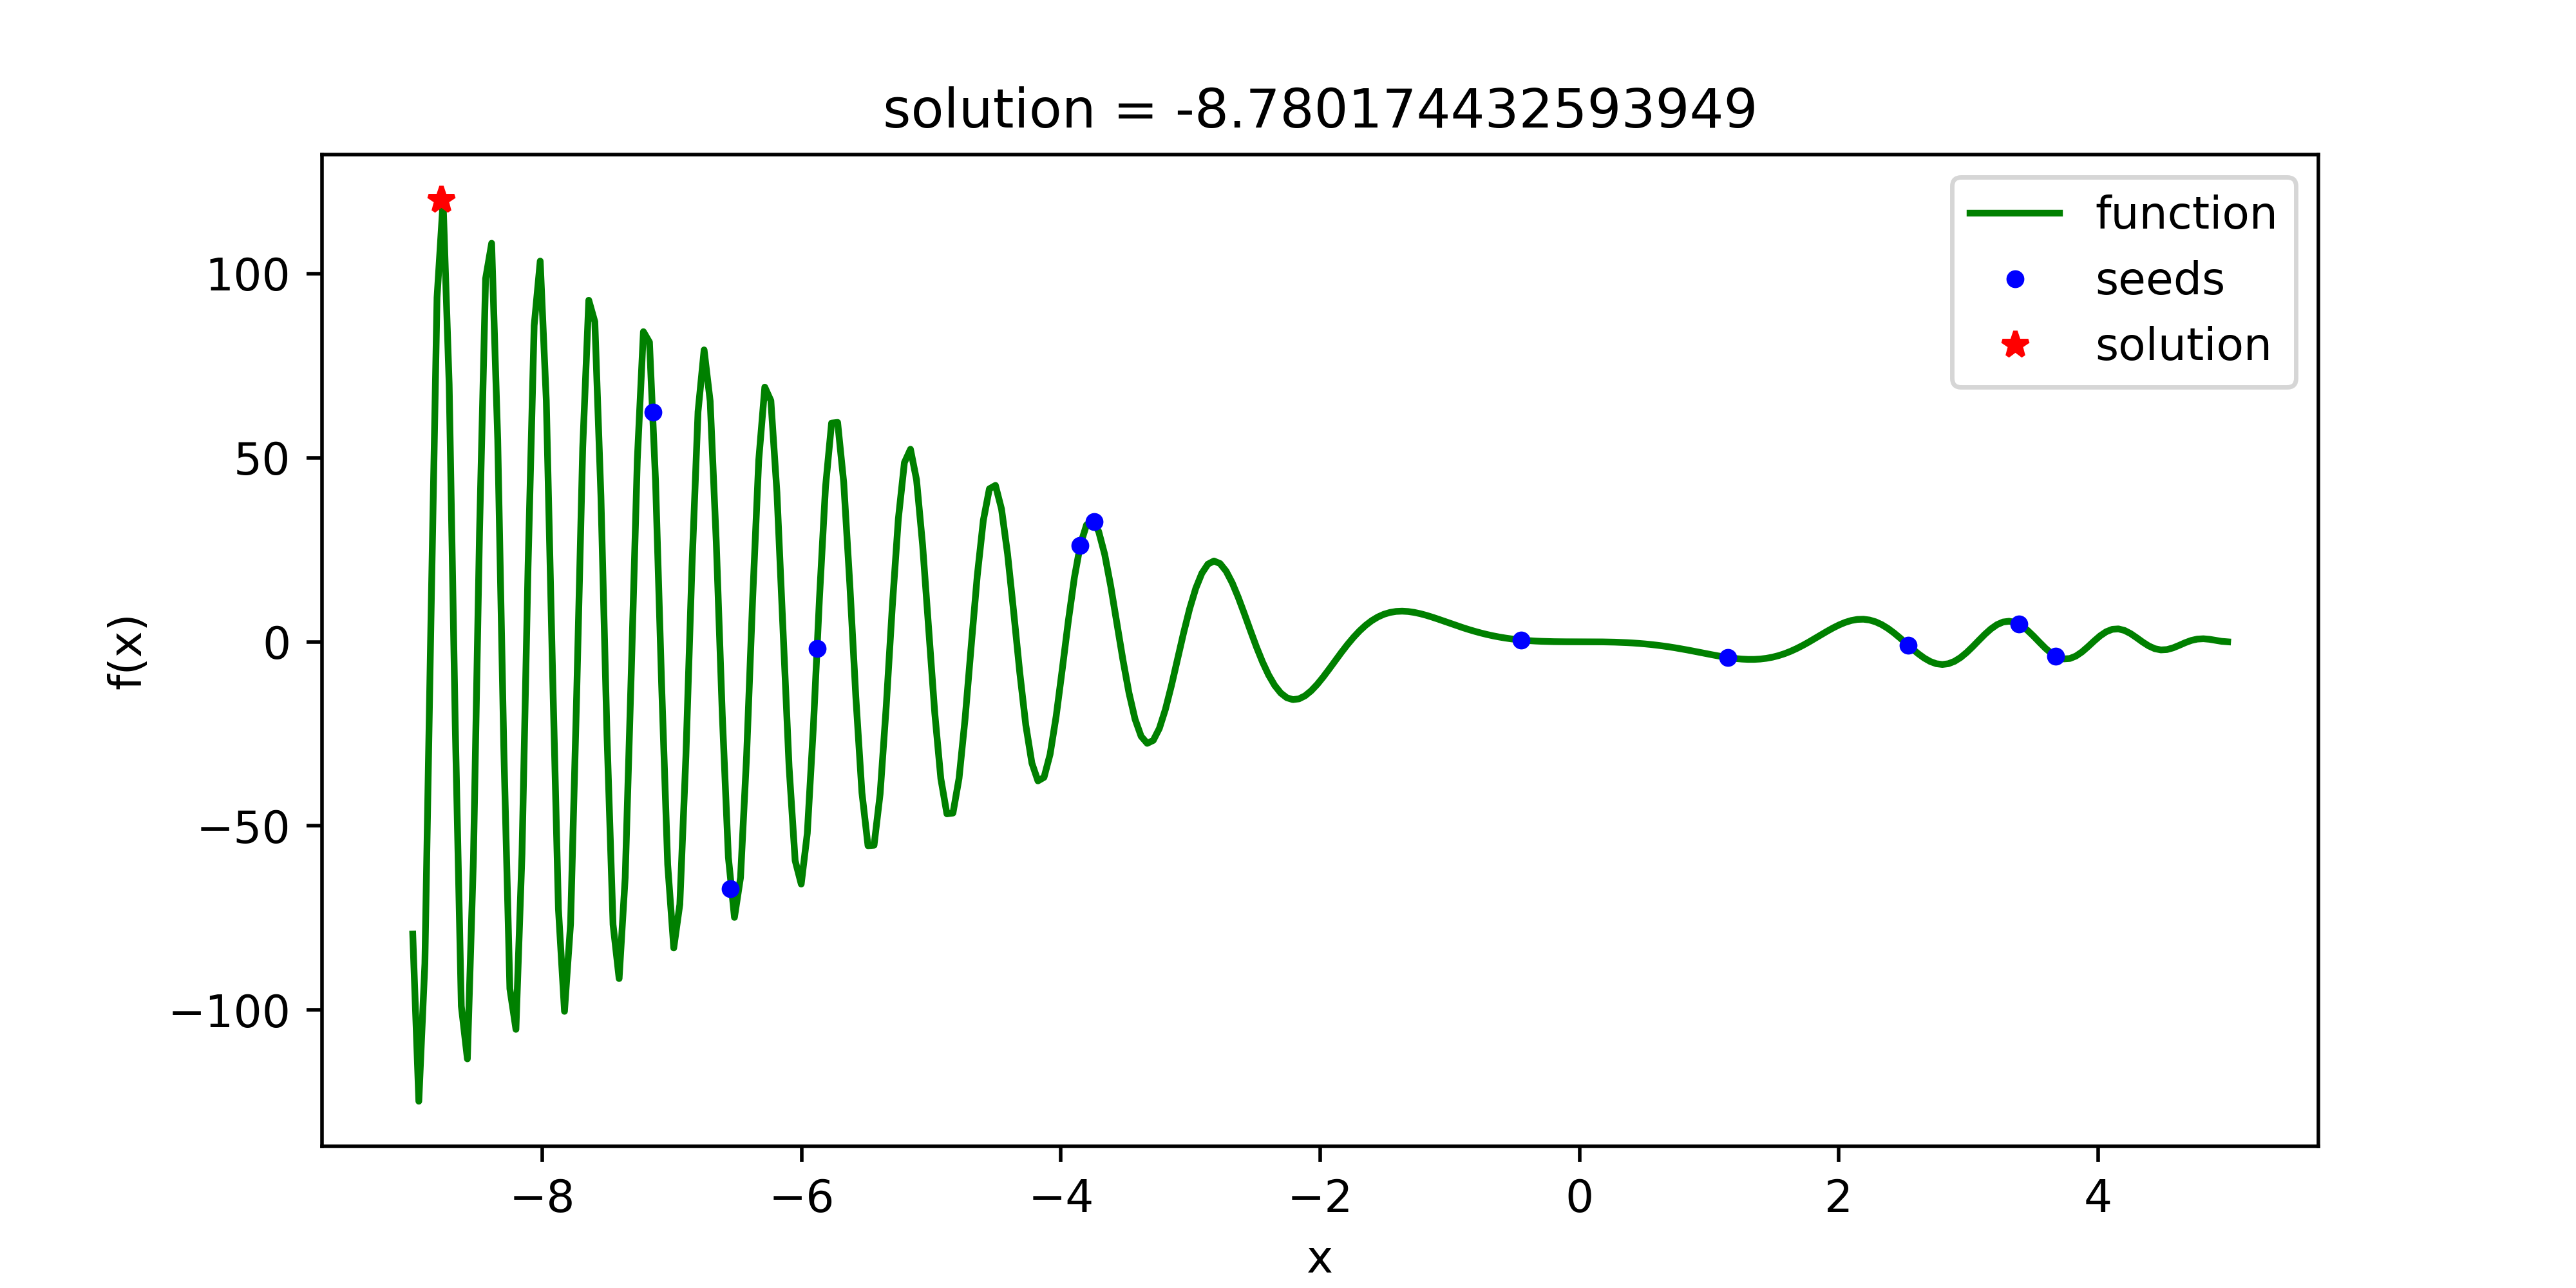 solution = -8.780174432593949
function
seeds
solution
f(x)
100
50
0
−50
−100
−8 −6 −4 −2 0 2 4
x